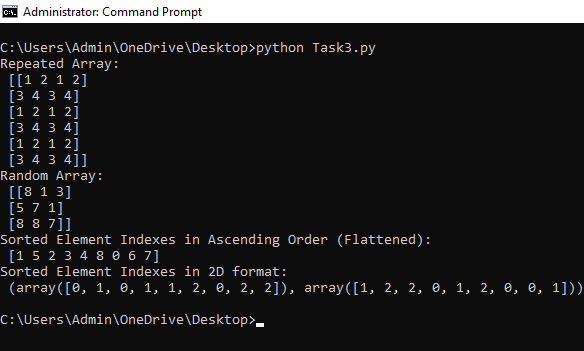 Administrator: Command Prompt
C:\Users\Admin\OneDrive\Desktop>python Task3.py
Repeated Array:
[[1 2 1 2]
[3 4 3 4]
[1 2 1 2]
[3 4 3 4]
[1 2 1 2]
[3 4 3 4]]
Random Array:
[[8 1 3]
[5 7 1]
[8 8 7]]
Sorted Element Indexes in Ascending Order (Flattened):
[1 5 2 3 4 8 0 6 7]
Sorted Element Indexes in 2D format:
(array([0, 1, 0, 1, 1, 2, 0, 2, 2]), array([1, 2, 2, 0, 1, 2, 0, 0, 1]))
C:\Users\Admin\OneDrive\Desktop>